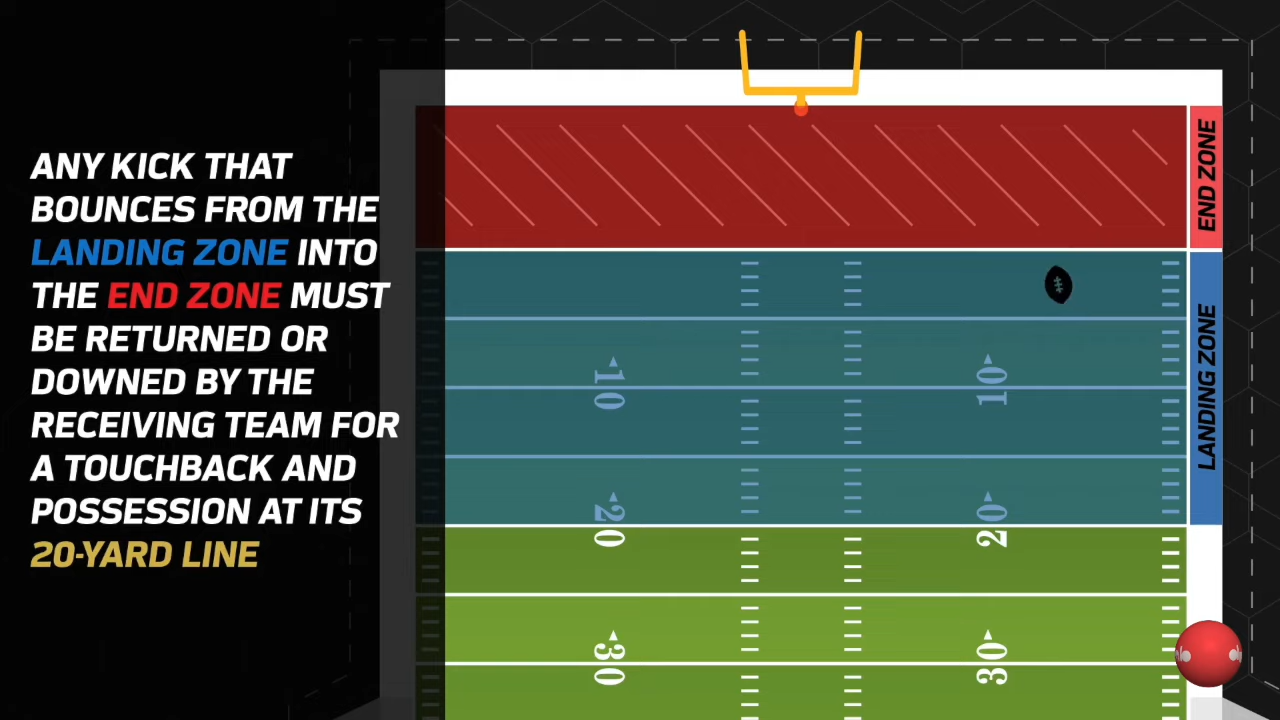 ANY KICK THAT
BOUNCES FROM THE
LANDING ZONE INTO
THE END ZONE MUST
BE RETURNED OR
DOWNED BY THE
RECEIVING TEAM FOR
A TOUCHBACK AND
POSSESSION AT ITS
20-YARD LINE
END ZONE
LANDING ZONE
10
10
20
20
30
30